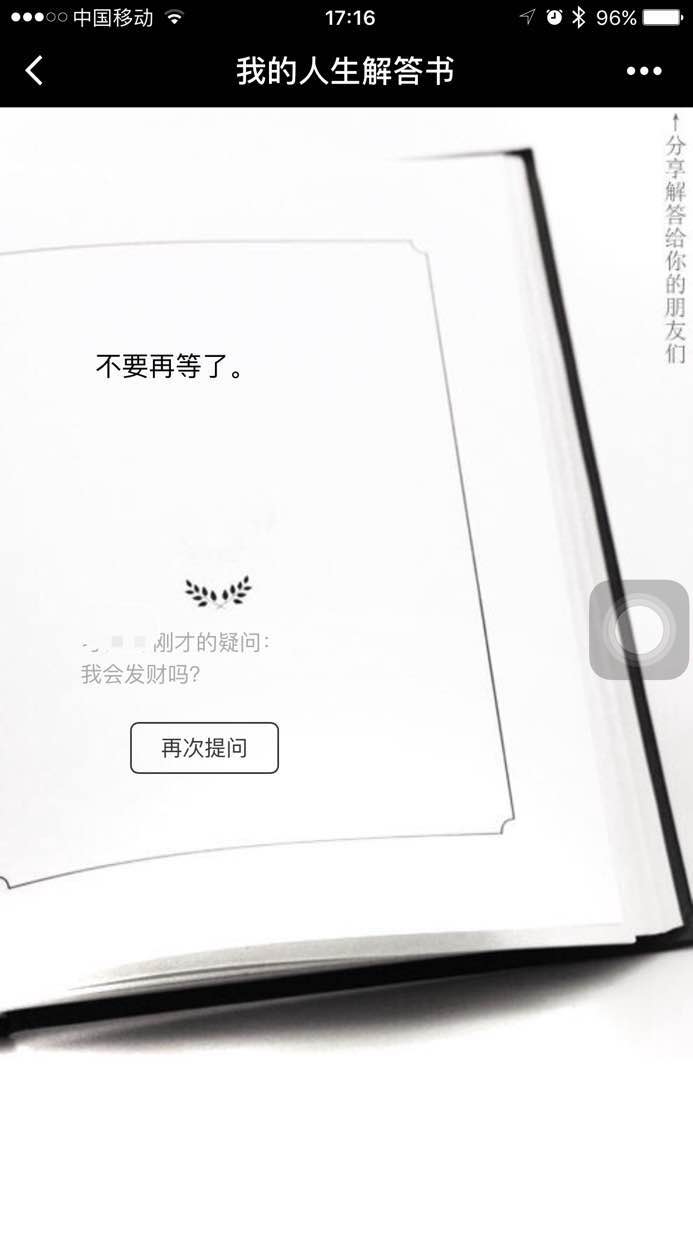 中国移动
17:16
96%
我的人生解答书
↑分享解答给你的朋友们
不要再等了。
刚才的疑问：
我会发财吗?
再次提问